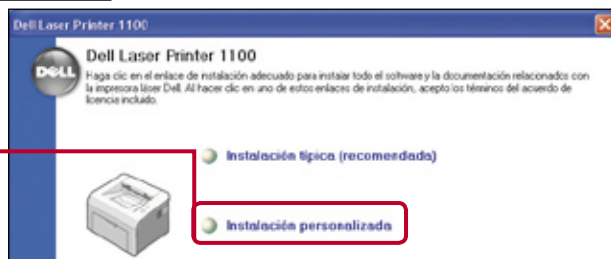 Dell Laser Printer 1100
Dell Laser Printer 1100
DELL
Haga clic en el enlace de instalación adecuado para instalar todo el software y la documentación relacionados con
la impresora láser Dell. Al hacer clic en uno de estos enlaces de instalación, acepto los términos del acuerdo de
licencia incluido.
Instalación típica (recomendada)
Instalación personalizada